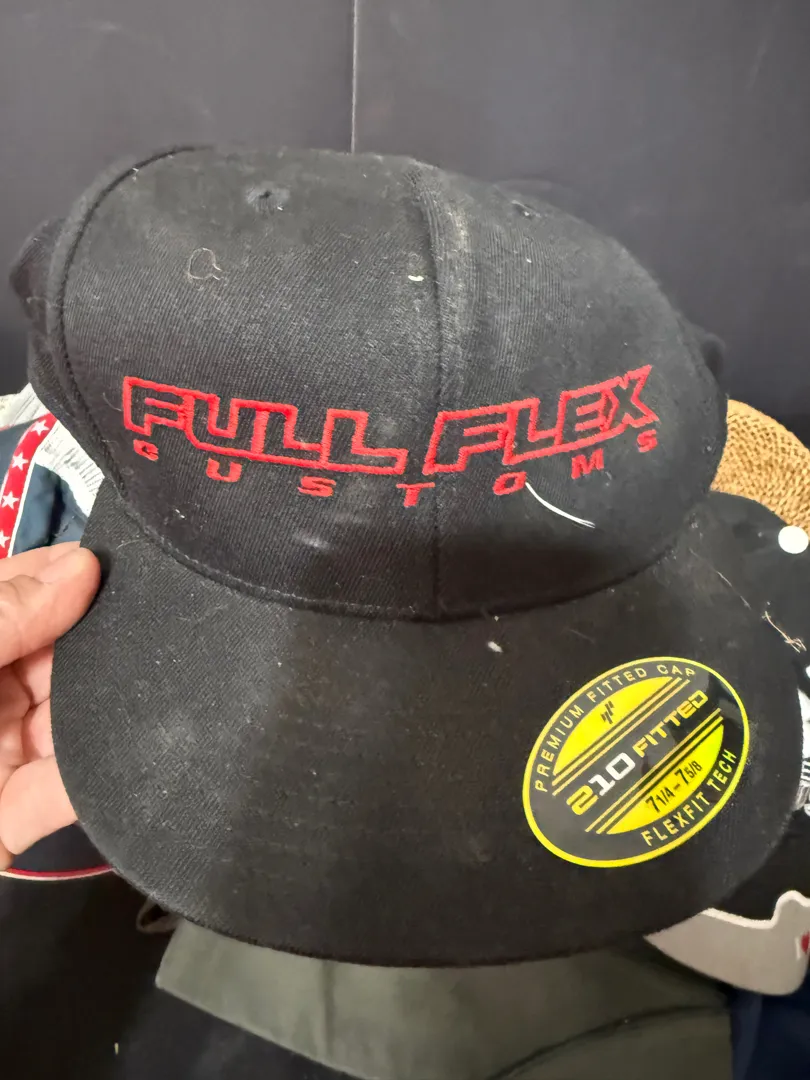 FULL FLEX
CUSTOMS
PREMIUM FITTED CAP
210 FITTED
7 1/4 - 7 5/8
FLEXFIT TECH